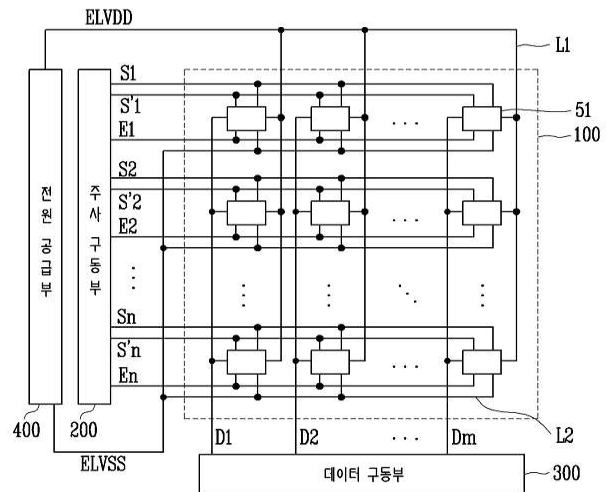 ELVDD
L1
S1
S'1
E1
51
100
S2
S'2
E2
전원 공급부
주사 구동부
Sn
S'n
En
400
200
D1
D2
Dm
L2
ELVSS
데이터 구동부
300